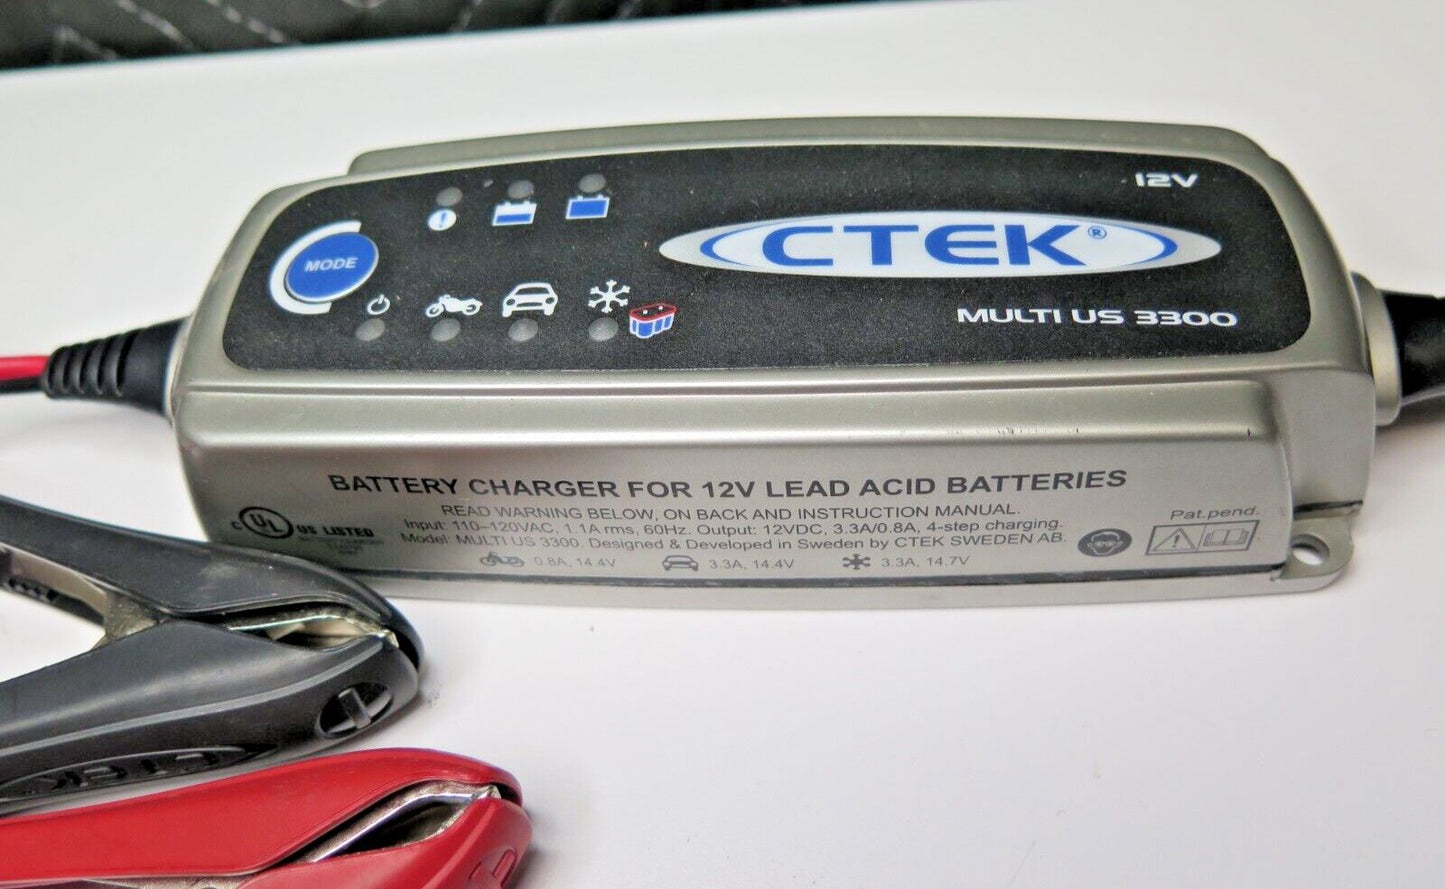 12V
MODE
CTEK®
MULTI US 3300
BATTERY CHARGER FOR 12V LEAD ACID BATTERIES
READ WARNING BELOW, ON BACK AND INSTRUCTION MANUAL.
Input: 110–120VAC, 1.1A rms, 60Hz. Output: 12VDC, 3.3A/0.8A, 4-step charging.
Model: MULTI US 3300. Designed & Developed in Sweden by CTEK SWEDEN AB.
0.8A, 14.4V 3.3A, 14.4V 3.3A, 14.7V
C UL US LISTED
Pat.pend.
CTEK